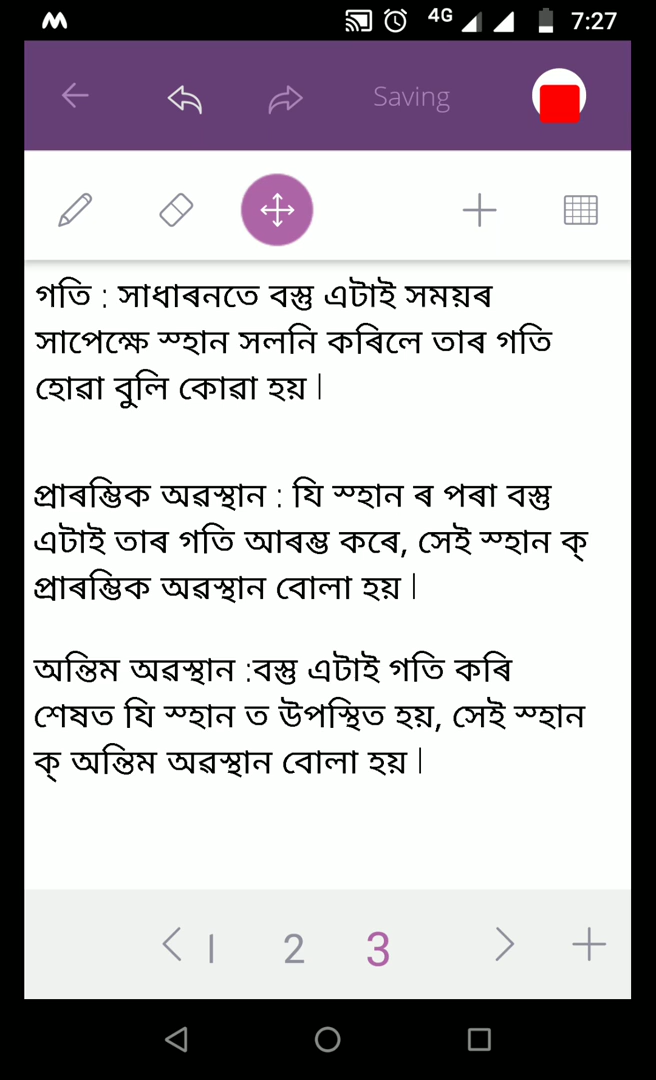 4G 7:27
Saving
গতি : সাধাৰনতে বস্তু এটাই সময়ৰ
সাপেক্ষে স্হান সলনি কৰিলে তাৰ গতি
হোৱা বুলি কোৱা হয় |
প্ৰাৰম্ভিক অৱস্থান : যি স্হান ৰ পৰা বস্তু
এটাই তাৰ গতি আৰম্ভ কৰে, সেই স্হান ক্
প্ৰাৰম্ভিক অৱস্থান বোলা হয় |
অন্তিম অৱস্থান :বস্তু এটাই গতি কৰি
শেষত যি স্হান ত উপস্থিত হয়, সেই স্হান
ক্ অন্তিম অৱস্থান বোলা হয় |
1 2 3